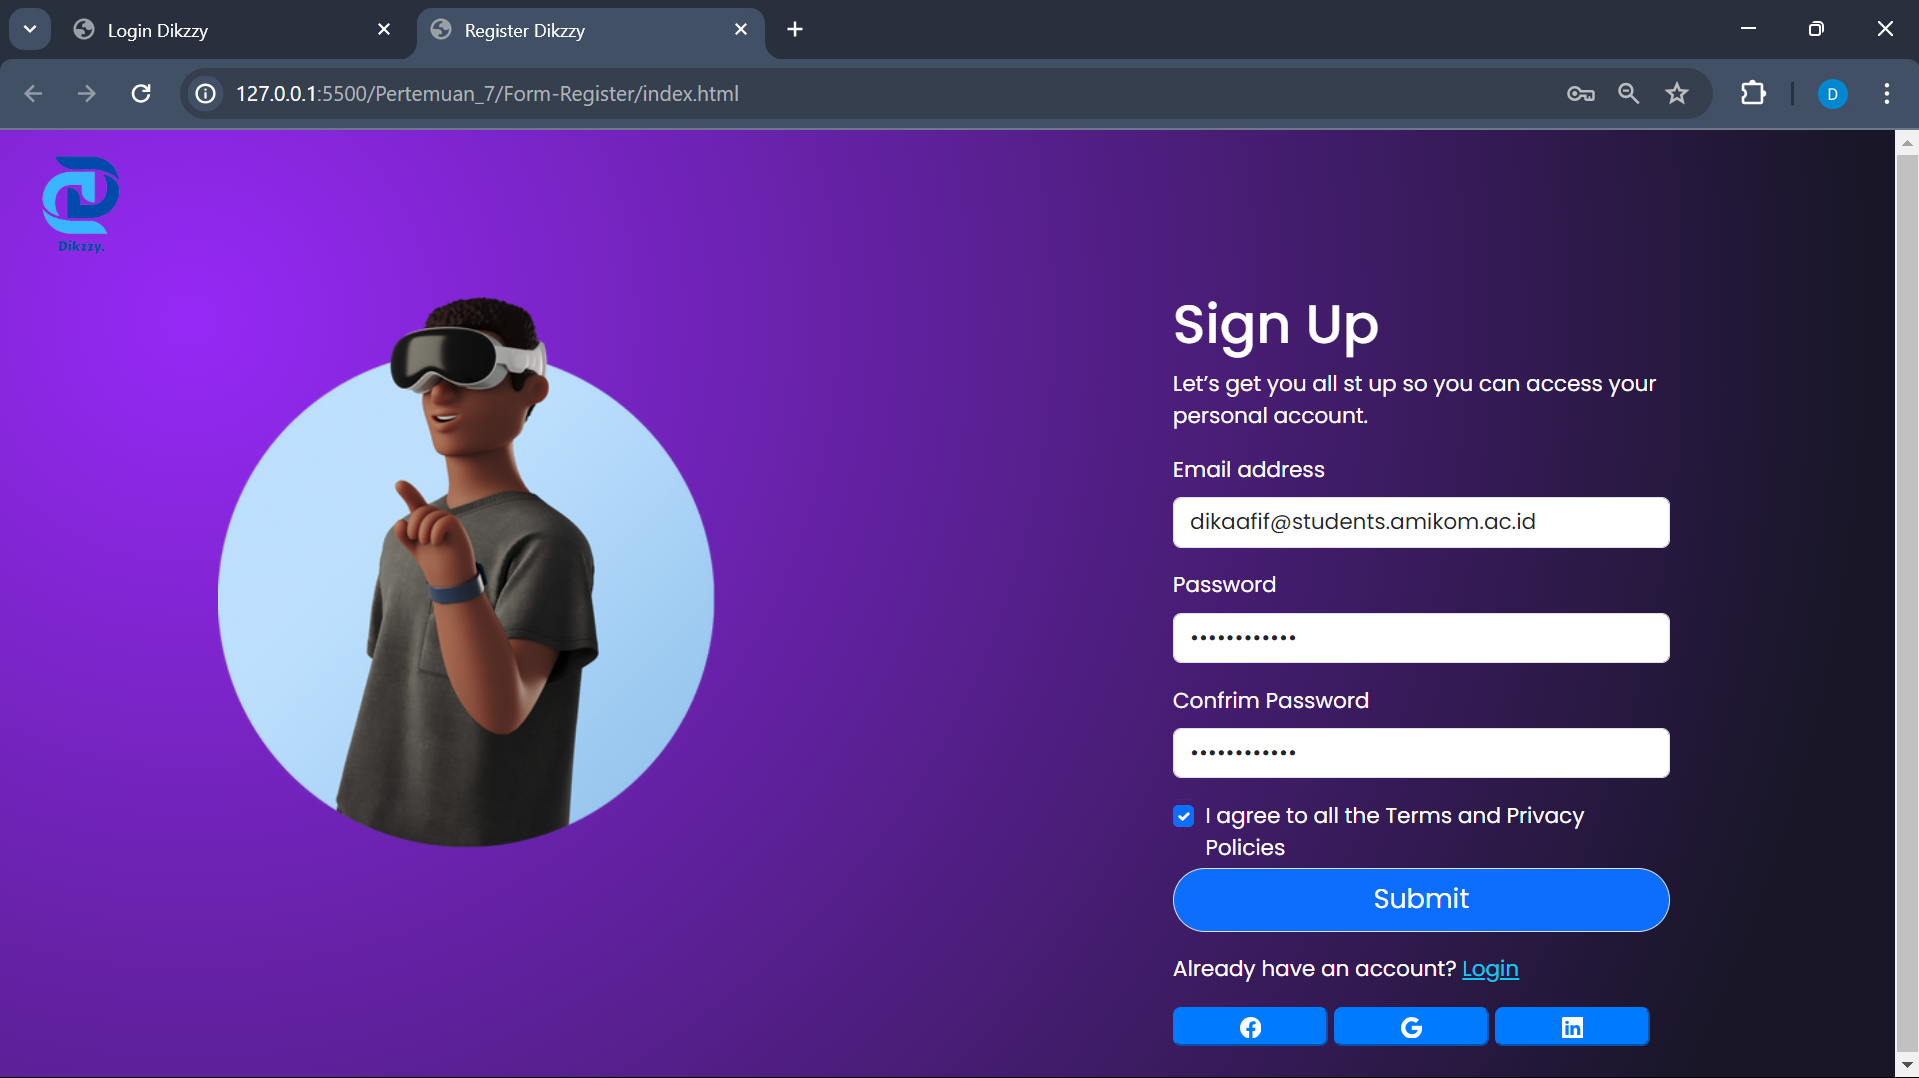 Login Dikzzy
Register Dikzzy
127.0.0.1:5500/Pertemuan_7/Form-Register/index.html
D
Dikzzy.
Sign Up
Let’s get you all st up so you can access your
personal account.
Email address
dikaafif@students.amikom.ac.id
Password
••••••••••••
Confrim Password
••••••••••••
I agree to all the Terms and Privacy
Policies
Submit
Already have an account? Login